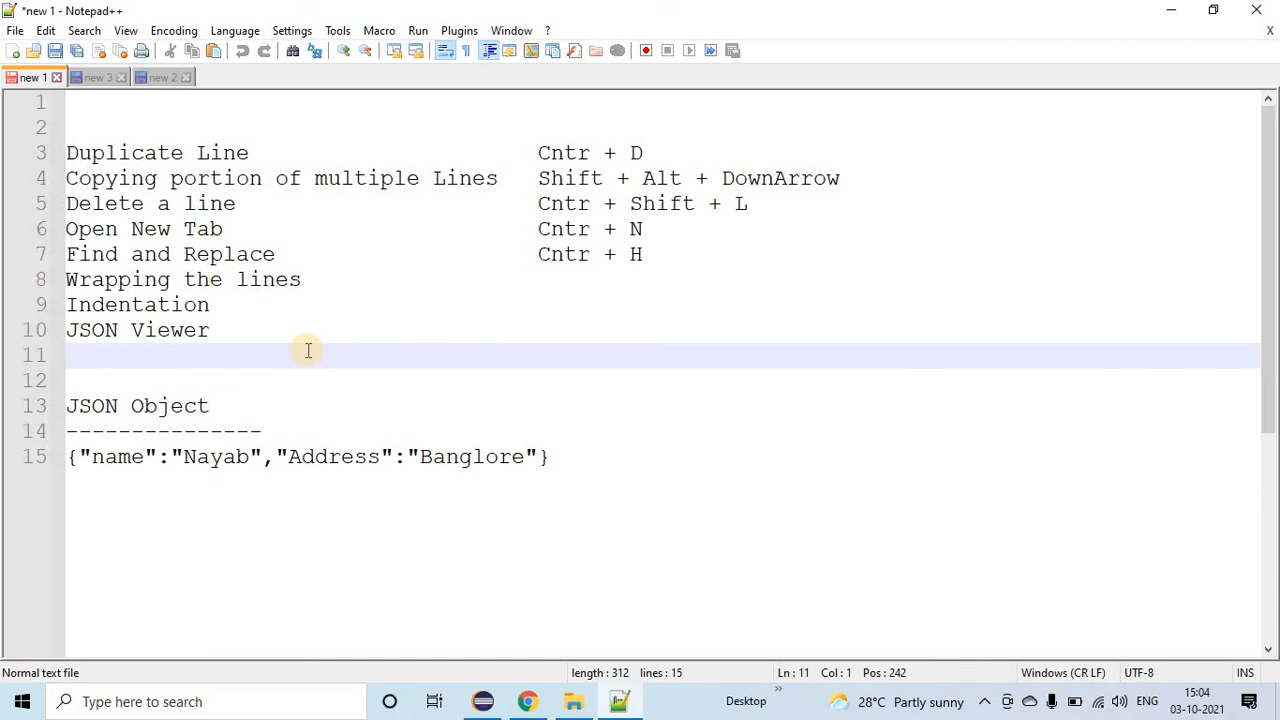 *new 1 - Notepad++
File Edit Search View Encoding Language Settings Tools Macro Run Plugins Window ? X
new 1 new 3 new 2
1
2
3 Duplicate Line Cntr + D
4 Copying portion of multiple Lines Shift + Alt + DownArrow
5 Delete a line Cntr + Shift + L
6 Open New Tab Cntr + N
7 Find and Replace Cntr + H
8 Wrapping the lines
9 Indentation
10 JSON Viewer
11
12
13 JSON Object
14 ---------------
15 {"name":"Nayab","Address":"Banglore"}
Normal text file length : 312 lines : 15 Ln : 11 Col : 1 Pos : 242 Windows (CR LF) UTF-8 INS
Type here to search Desktop 28°C Partly sunny ENG 15:04
03-10-2021